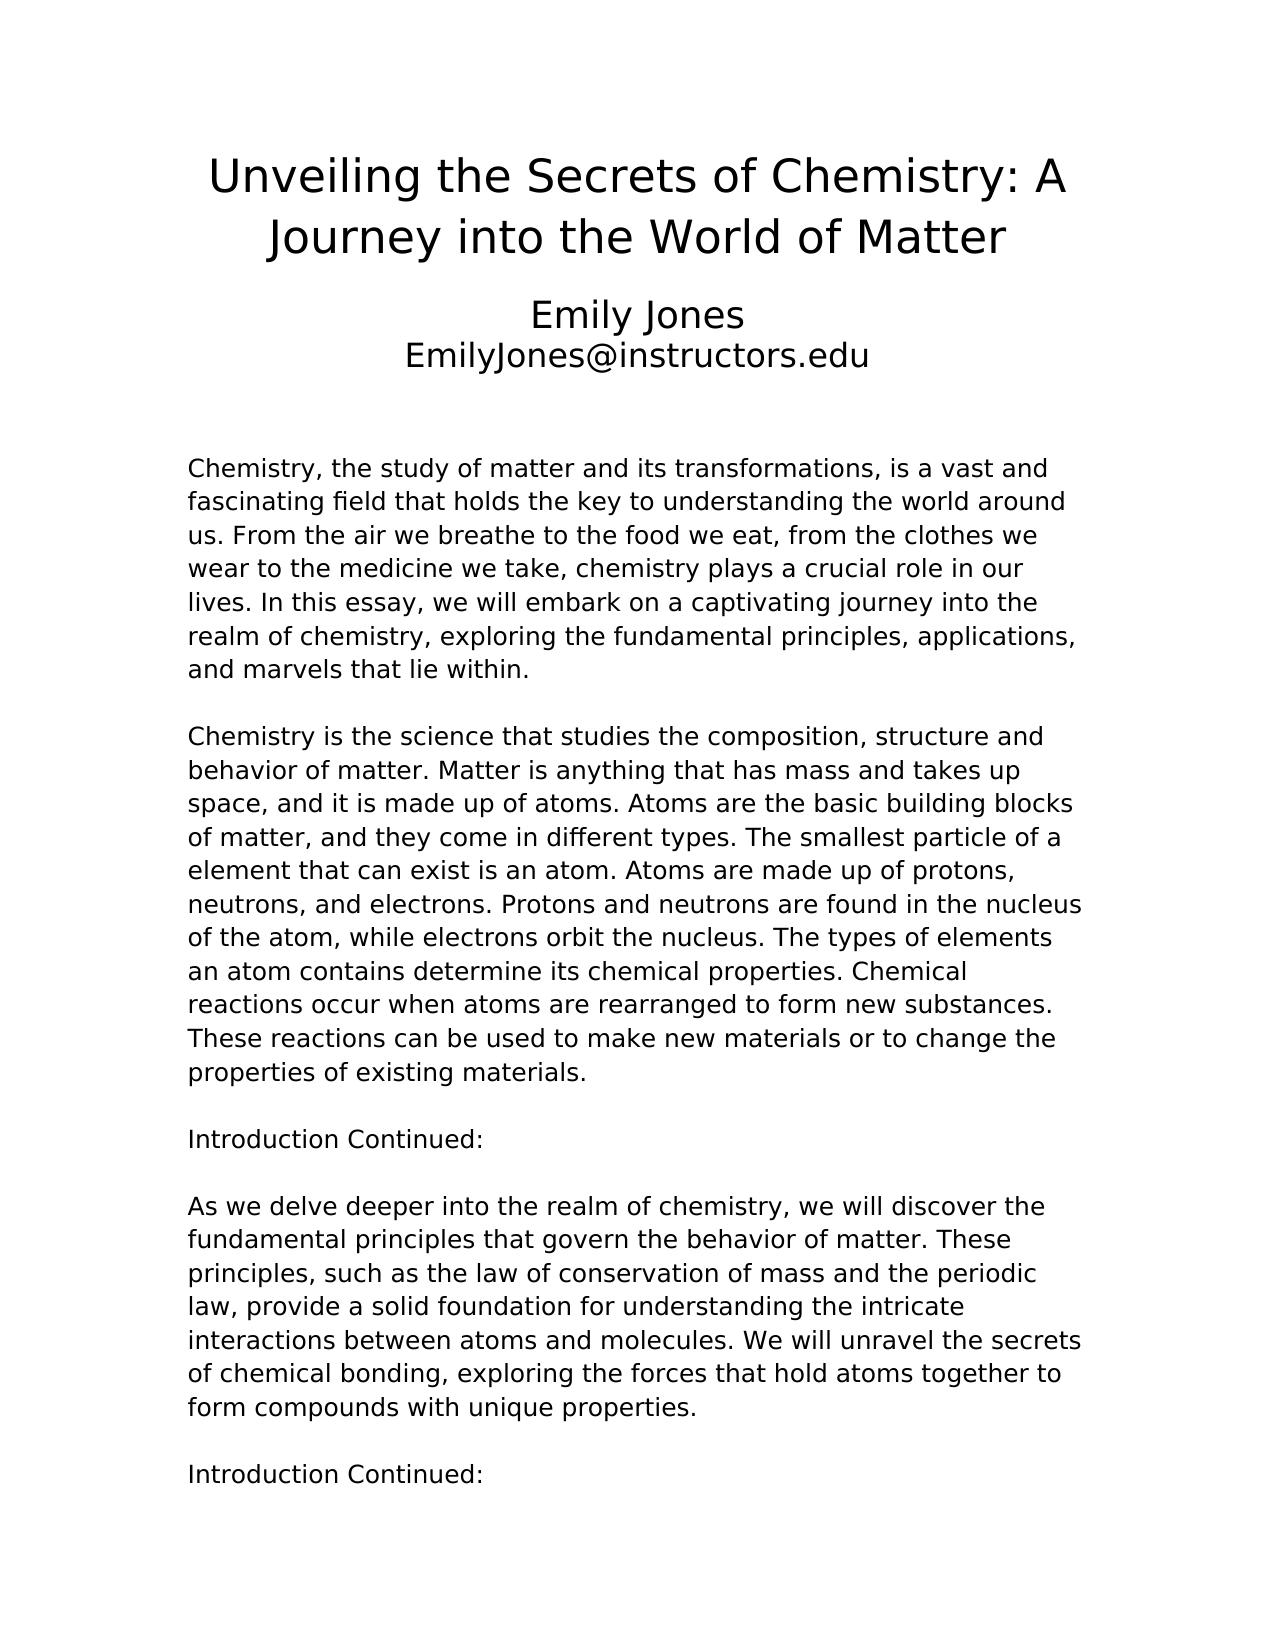 Unveiling the Secrets of Chemistry: A
Journey into the World of Matter
Emily Jones
EmilyJones@instructors.edu
Chemistry, the study of matter and its transformations, is a vast and
fascinating field that holds the key to understanding the world around
us. From the air we breathe to the food we eat, from the clothes we
wear to the medicine we take, chemistry plays a crucial role in our
lives. In this essay, we will embark on a captivating journey into the
realm of chemistry, exploring the fundamental principles, applications,
and marvels that lie within.
Chemistry is the science that studies the composition, structure and
behavior of matter. Matter is anything that has mass and takes up
space, and it is made up of atoms. Atoms are the basic building blocks
of matter, and they come in different types. The smallest particle of a
element that can exist is an atom. Atoms are made up of protons,
neutrons, and electrons. Protons and neutrons are found in the nucleus
of the atom, while electrons orbit the nucleus. The types of elements
an atom contains determine its chemical properties. Chemical
reactions occur when atoms are rearranged to form new substances.
These reactions can be used to make new materials or to change the
properties of existing materials.
Introduction Continued:
As we delve deeper into the realm of chemistry, we will discover the
fundamental principles that govern the behavior of matter. These
principles, such as the law of conservation of mass and the periodic
law, provide a solid foundation for understanding the intricate
interactions between atoms and molecules. We will unravel the secrets
of chemical bonding, exploring the forces that hold atoms together to
form compounds with unique properties.
Introduction Continued: